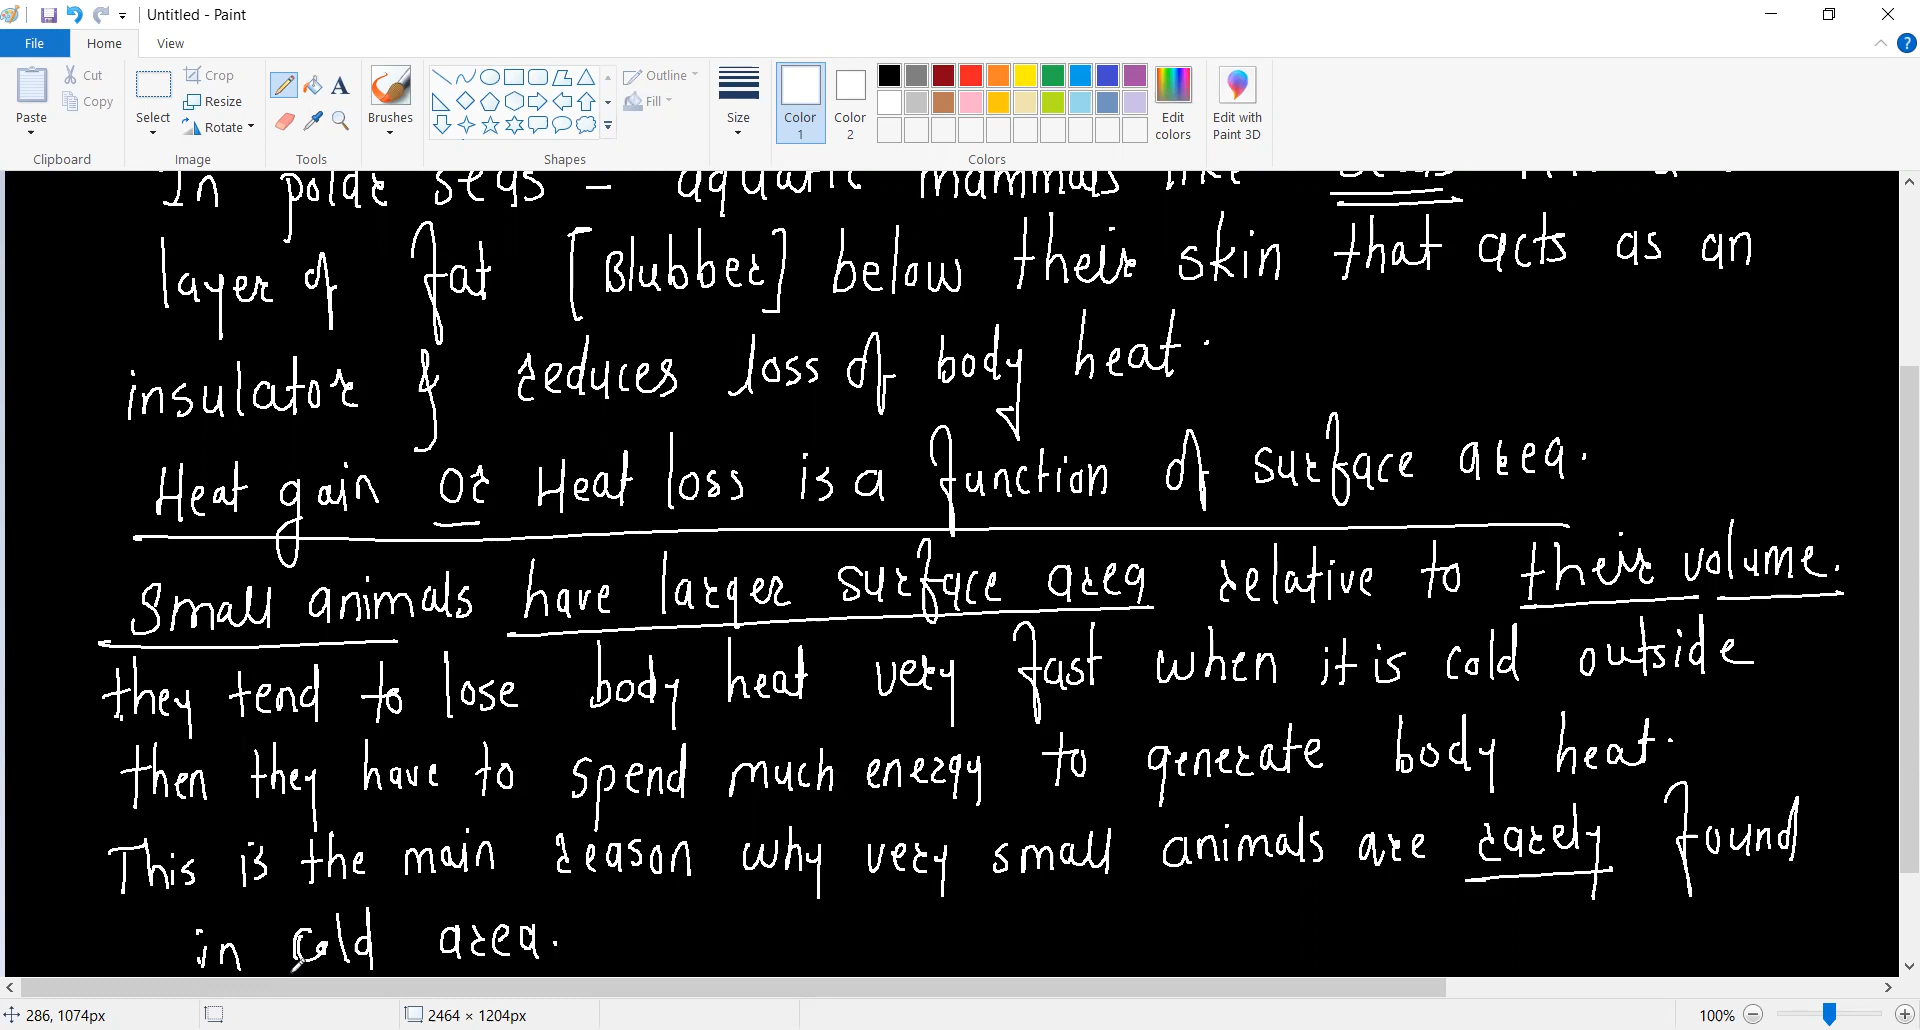 Untitled - Paint
File Home View
Paste
Cut
Copy
Clipboard
Select
Crop
Resize
Rotate
Image
Tools
Brushes
Shapes
Outline
Fill
Size
Color 1
Color 2
Edit colors
Colors
Edit with Paint 3D
In polar seas - aquatic mammals like seals
layer of fat [Blubber] below their skin that acts as an
insulator & reduces loss of body heat.
Heat gain or Heat loss is a function of surface area.
Small animals have larger surface area relative to their volume.
they tend to lose body heat very fast when it is cold outside
then they have to spend much energy to generate body heat.
This is the main reason why very small animals are rarely found
in cold area.
286, 1074px 2464 × 1204px 100%